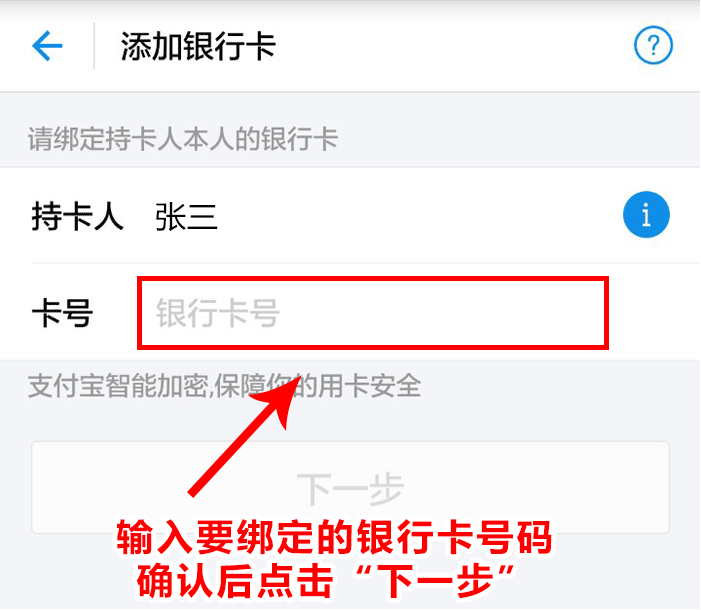 添加银行卡
?
请绑定持卡人本人的银行卡
持卡人 张三
i
卡号 银行卡号
支付宝智能加密,保障你的用卡安全
下一步
输入要绑定的银行卡号码
确认后点击“下一步”